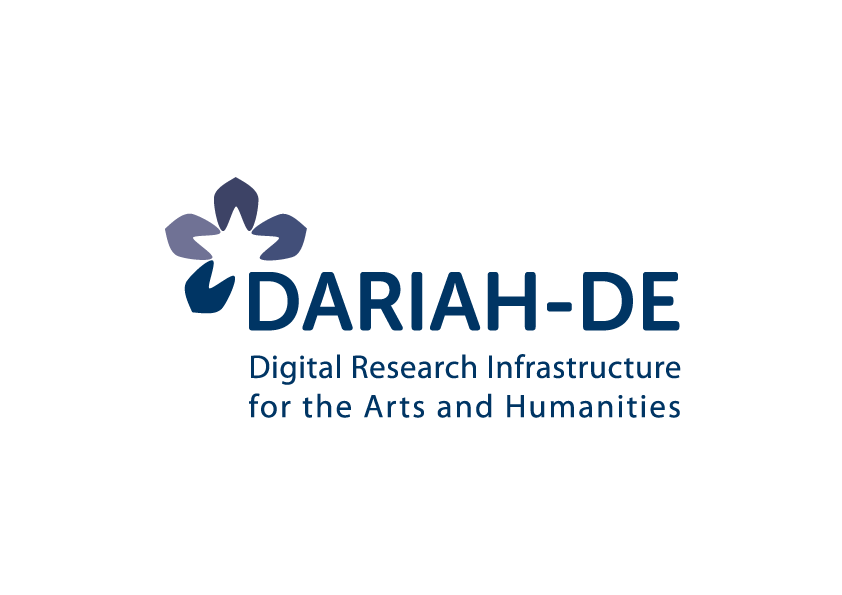 DARIAH-DE
Digital Research Infrastructure
for the Arts and Humanities